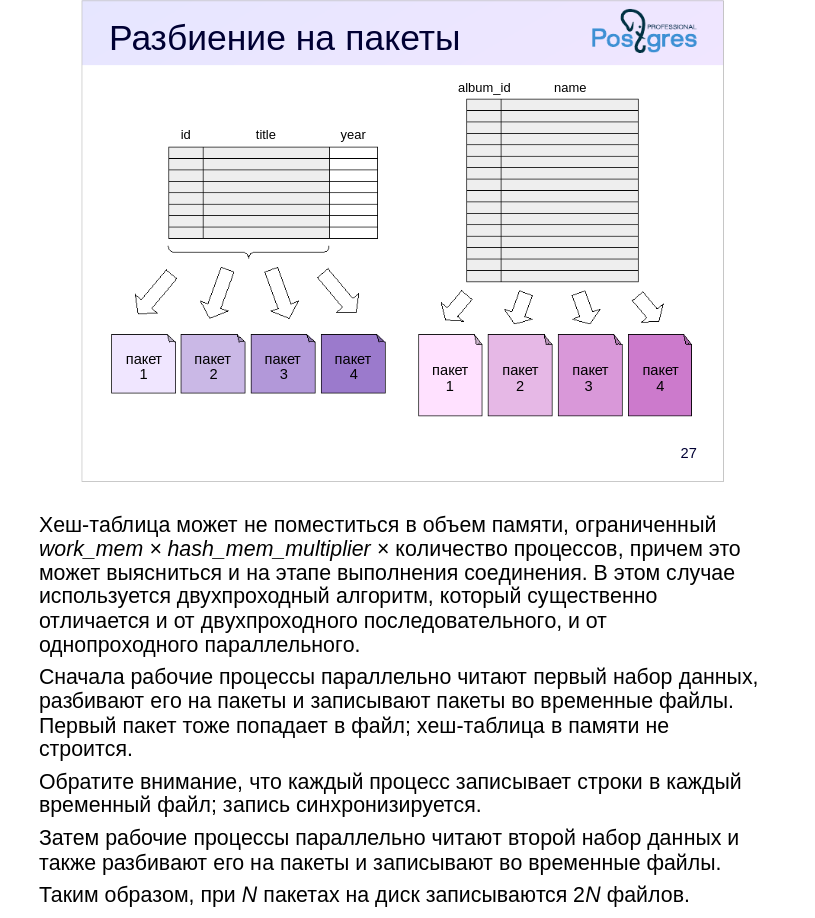 Разбиение на пакеты
PROFESSIONAL
Postgres
album_id name
id title year
пакет 1
пакет 2
пакет 3
пакет 4
пакет 1
пакет 2
пакет 3
пакет 4
27
Хеш-таблица может не поместиться в объем памяти, ограниченный
work_mem × hash_mem_multiplier × количество процессов, причем это
может выясниться и на этапе выполнения соединения. В этом случае
используется двухпроходный алгоритм, который существенно
отличается и от двухпроходного последовательного, и от
однопроходного параллельного.
Сначала рабочие процессы параллельно читают первый набор данных,
разбивают его на пакеты и записывают пакеты во временные файлы.
Первый пакет тоже попадает в файл; хеш-таблица в памяти не
строится.
Обратите внимание, что каждый процесс записывает строки в каждый
временный файл; запись синхронизируется.
Затем рабочие процессы параллельно читают второй набор данных и
также разбивают его на пакеты и записывают во временные файлы.
Таким образом, при N пакетах на диск записываются 2N файлов.